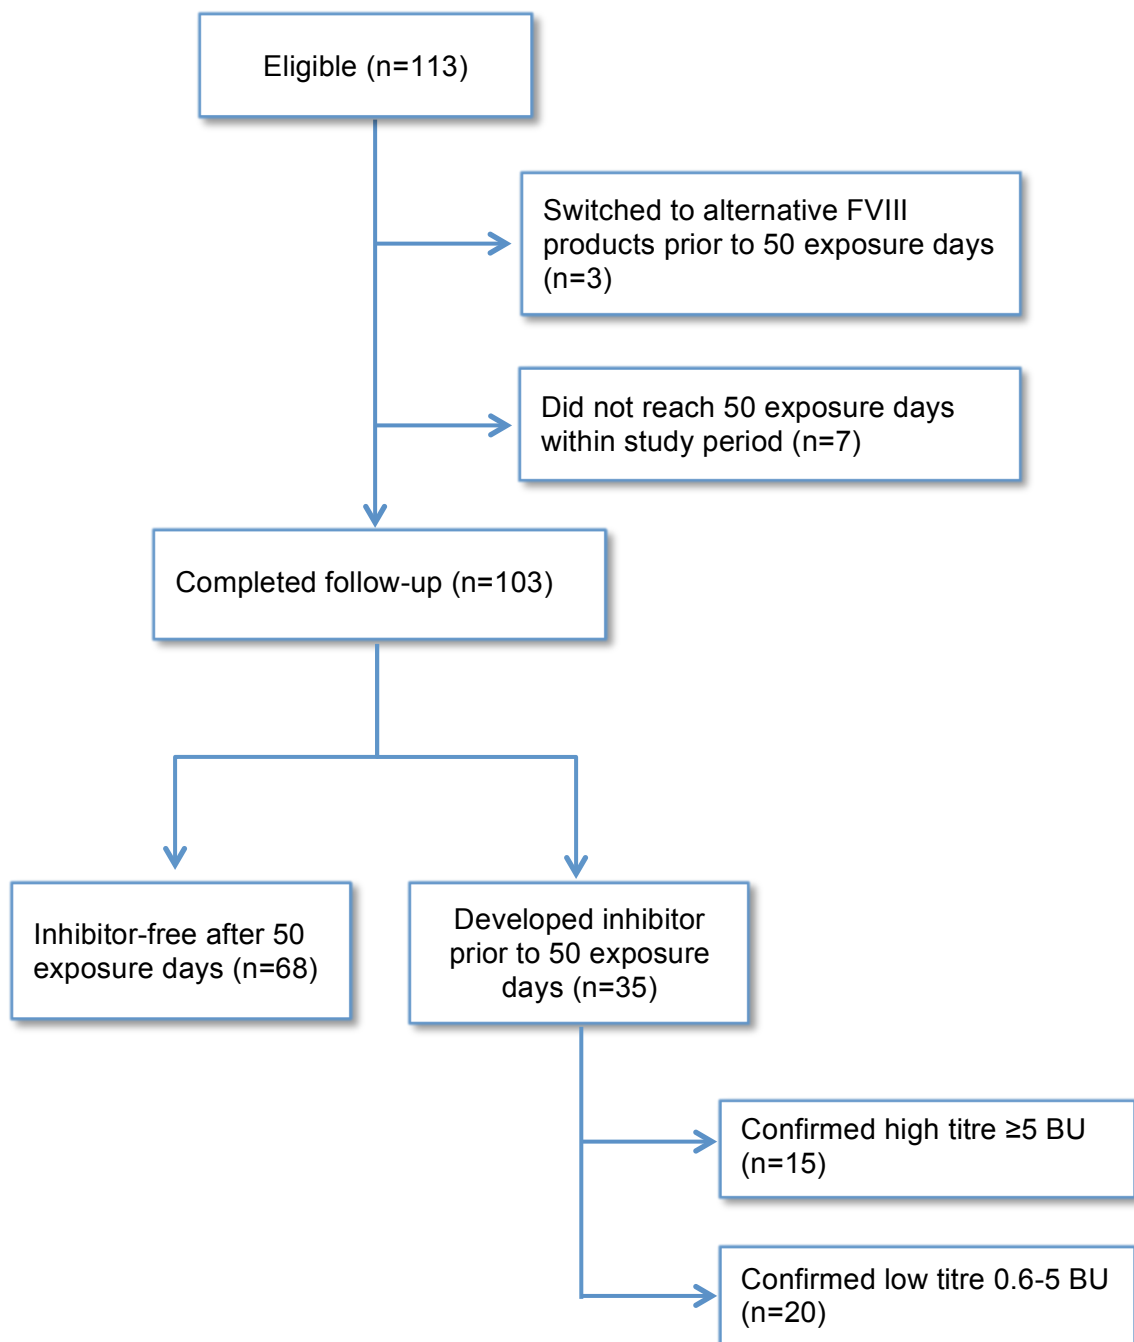 Eligible (n=113)
Switched to alternative FVIII
products prior to 50 exposure days
(n=3)
Did not reach 50 exposure days
within study period (n=7)
Completed follow-up (n=103)
Inhibitor-free after 50
exposure days (n=68)
Developed inhibitor
prior to 50 exposure
days (n=35)
Confirmed high titre ≥5 BU
(n=15)
Confirmed low titre 0.6-5 BU
(n=20)